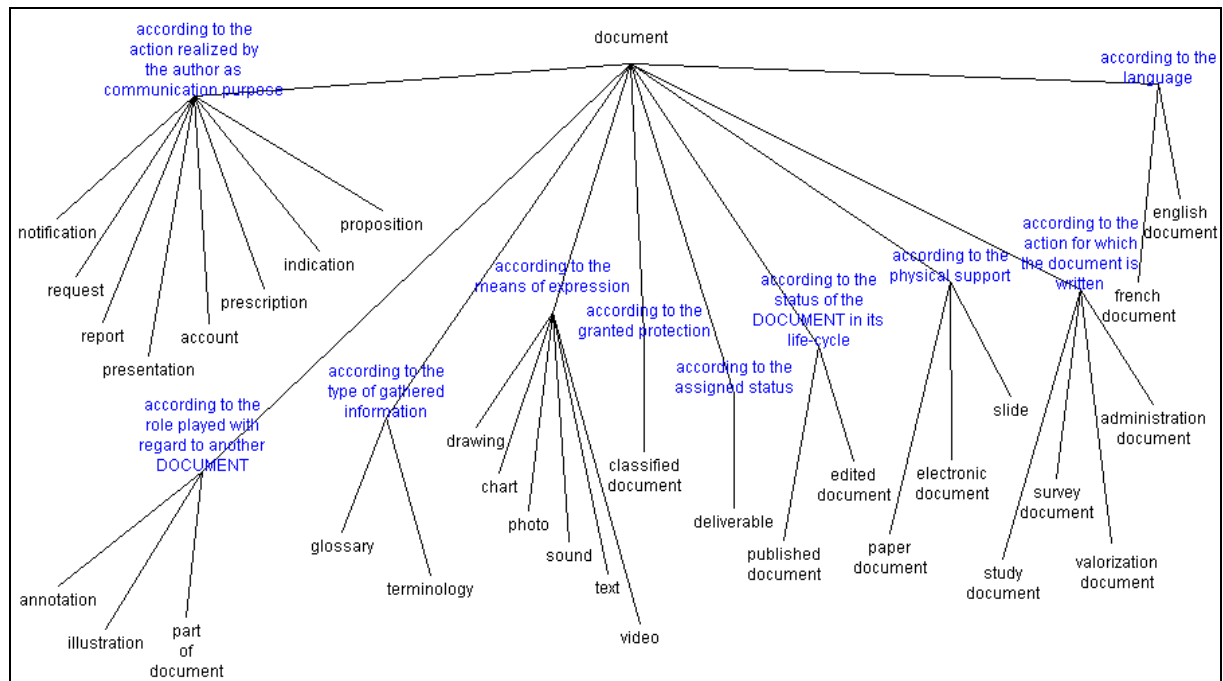 document
according to the
action realized by
the author as
communication purpose
according to the
language
notification
request
report
presentation
account
prescription
indication
proposition
according to the
role played with
regard to another
DOCUMENT
annotation
illustration
part
of
document
according to the
type of gathered
information
glossary
terminology
according to the
means of expression
drawing
chart
photo
sound
text
video
according to the
granted protection
classified
document
according to the
assigned status
deliverable
according to the
status of the
DOCUMENT in its
life-cycle
published
document
edited
document
according to the
physical support
paper
document
electronic
document
slide
according to the
action for which
the document is
written
study
document
survey
document
valorization
document
administration
document
french
document
english
document